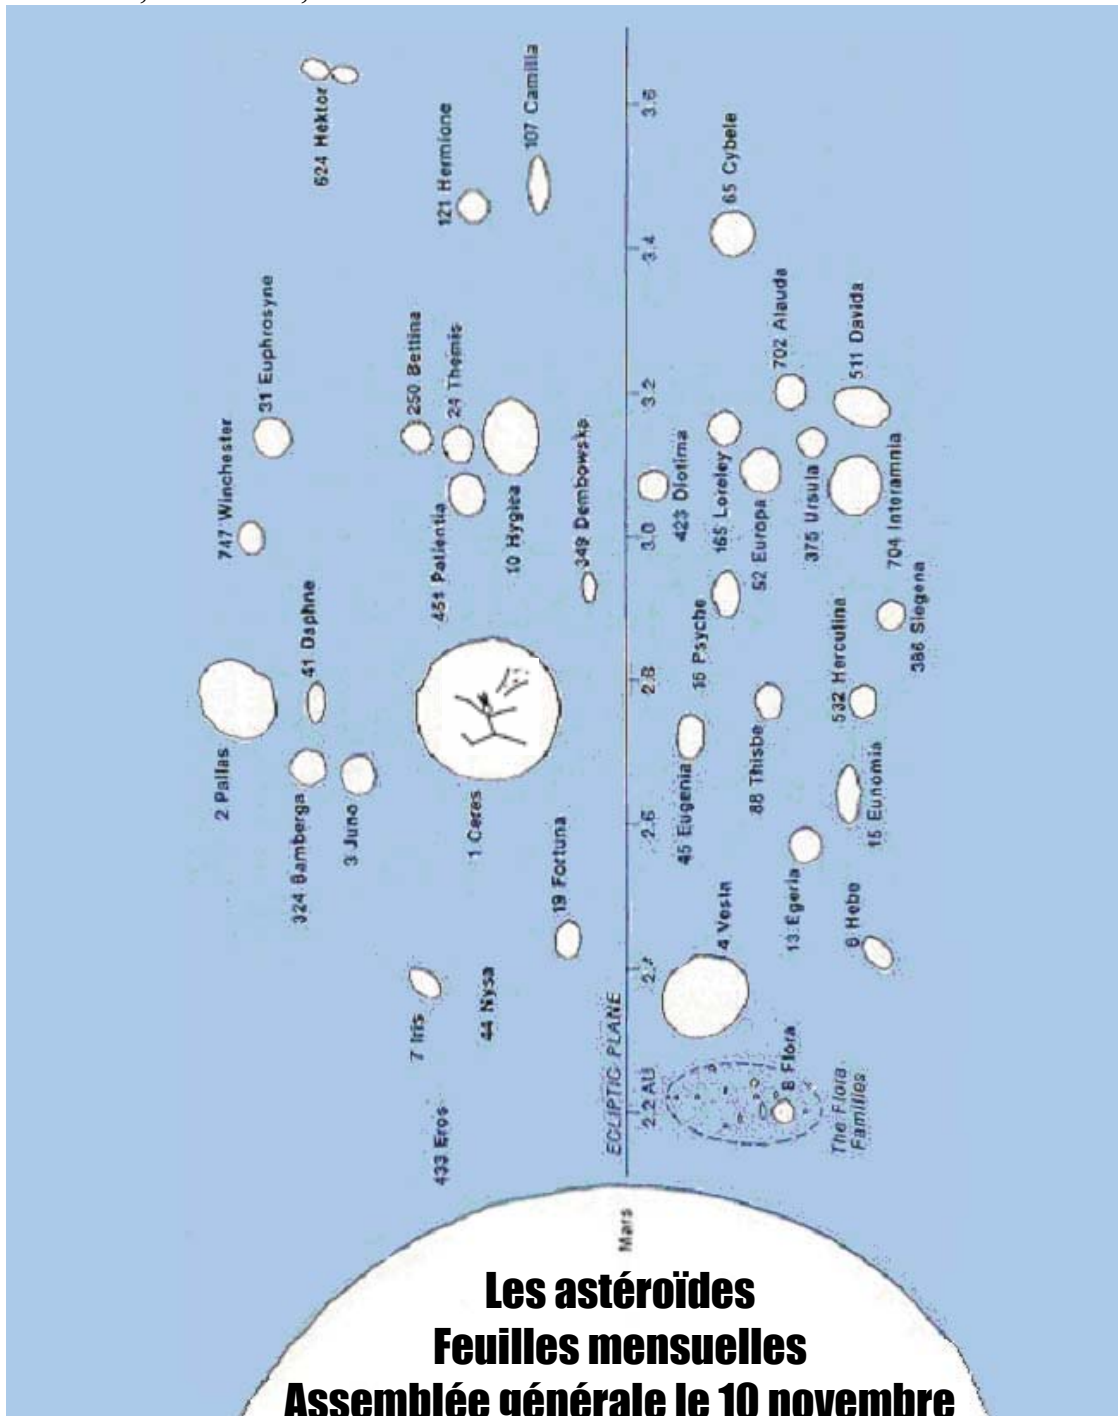 624 Hektor
107 Camilla
121 Hermione
65 Cybele
31 Euphrosyne
250 Bettina
24 Themis
702 Alauda
511 Davida
747 Winchester
451 Patientia
10 Hygiea
349 Dembowska
423 Diotima
165 Loreley
52 Europa
375 Ursula
704 Interamnia
386 Siegena
2 Pallas
41 Daphne
324 Bamberga
3 Juno
1 Ceres
19 Fortuna
16 Psyche
45 Eugenia
88 Thisbe
532 Herculina
15 Eunomia
13 Egeria
6 Hebe
4 Vesta
7 Iris
44 Nysa
433 Eros
8 Flora
The Flora
Families
ECLIPTIC PLANE
2.2 AU
2.4
2.6
2.8
3.0
3.2
3.4
3.6
Mars
Les astéroïdes
Feuilles mensuelles
Assemblée générale le 10 novembre